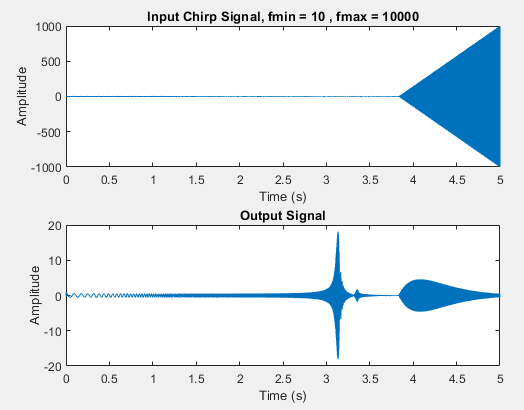 Input Chirp Signal, fmin = 10 , fmax = 10000
1000
500
0
-500
-1000
Amplitude
0 0.5 1 1.5 2 2.5 3 3.5 4 4.5 5
Time (s)
Output Signal
20
10
0
-10
-20
Amplitude
0 0.5 1 1.5 2 2.5 3 3.5 4 4.5 5
Time (s)